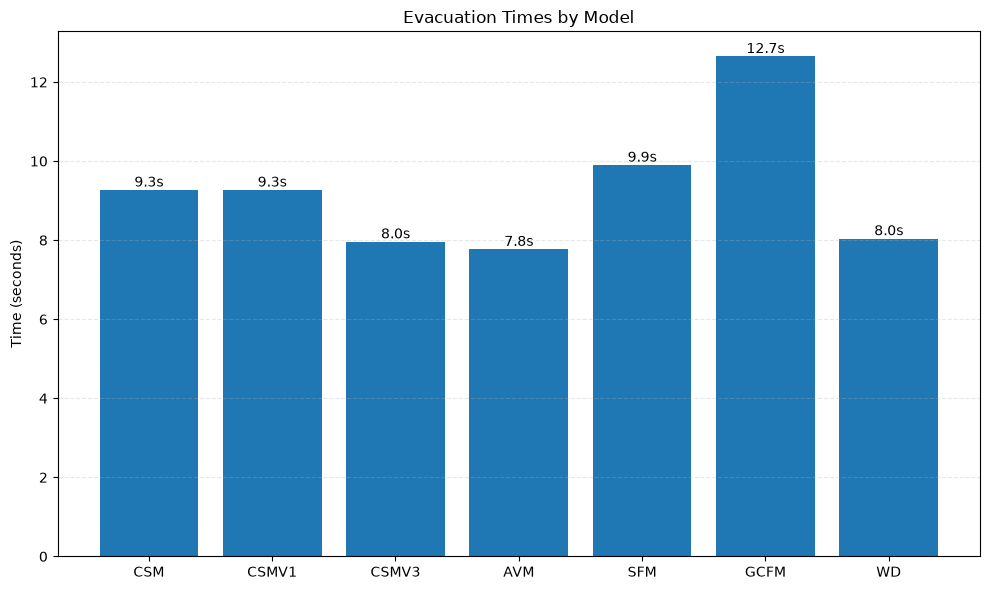 Evacuation Times by Model
Time (seconds)
12
10
8
6
4
2
0
9.3s
9.3s
8.0s
7.8s
9.9s
12.7s
8.0s
CSM
CSMV1
CSMV3
AVM
SFM
GCFM
WD